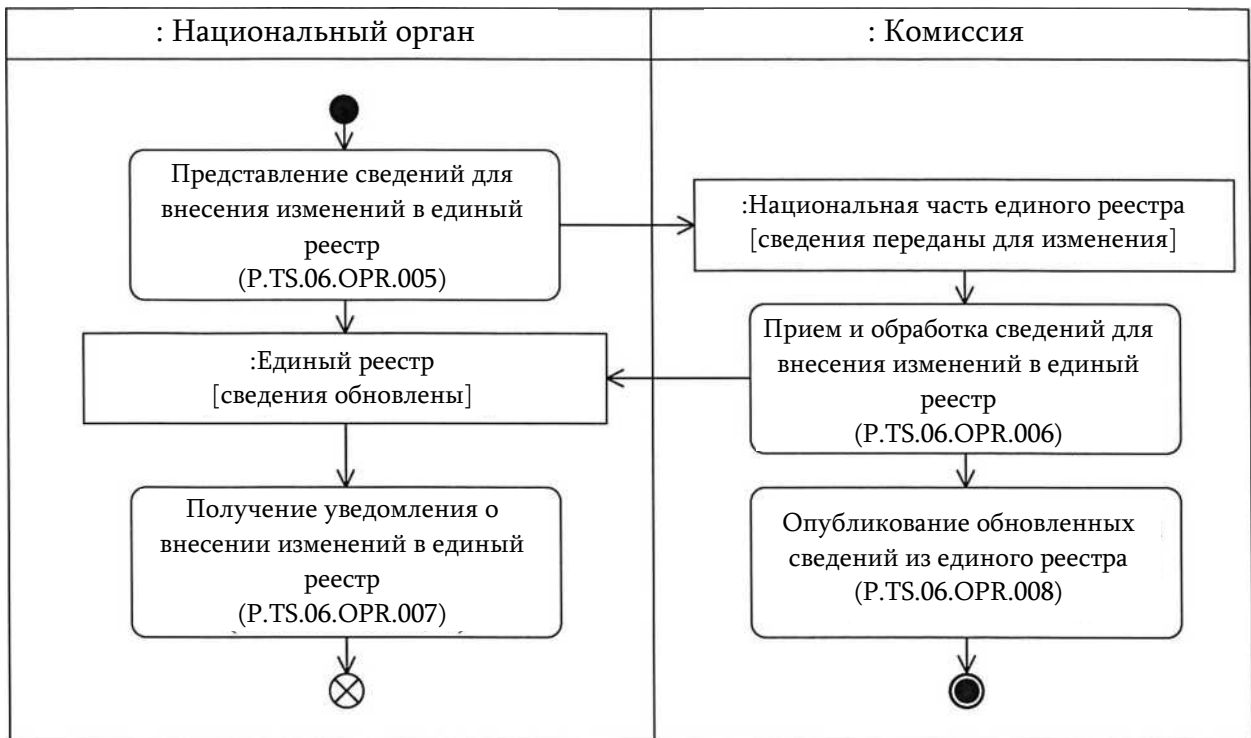 : Национальный орган
: Комиссия
Представление сведений для
внесения изменений в единый
реестр
(P.TS.06.OPR.005)
:Национальная часть единого реестра
[сведения переданы для изменения]
:Единый реестр
[сведения обновлены]
Прием и обработка сведений для
внесения изменений в единый
реестр
(P.TS.06.OPR.006)
Получение уведомления о
внесении изменений в единый
реестр
(P.TS.06.OPR.007)
Опубликование обновленных
сведений из единого реестра
(P.TS.06.OPR.008)